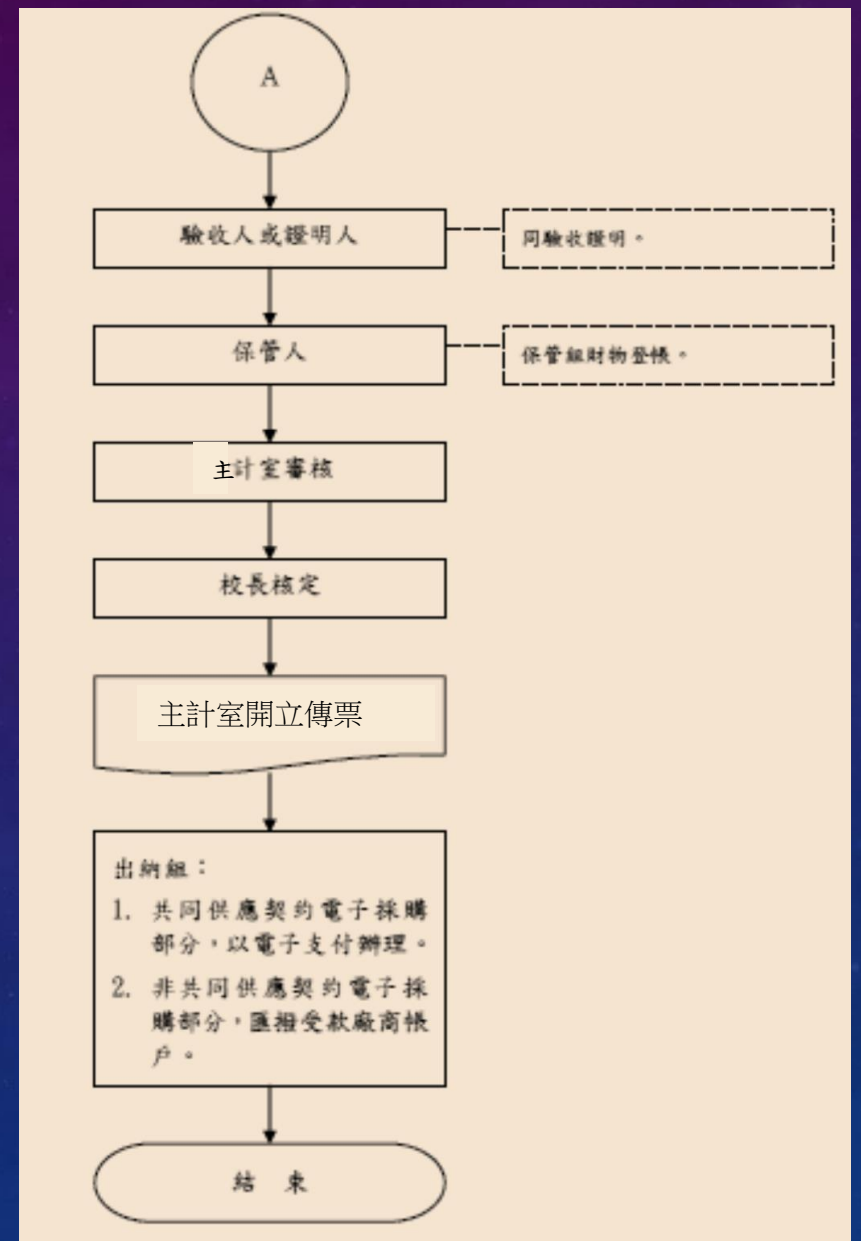 A
驗收人或證明人
同驗收證明。
保管人
保管組財物登帳。
主計室審核
校長核定
主計室開立傳票
出納組：
1. 共同供應契約電子採購
部分，以電子支付辦理。
2. 非共同供應契約電子採
購部分，匯撥受款廠商帳
戶。
結 束